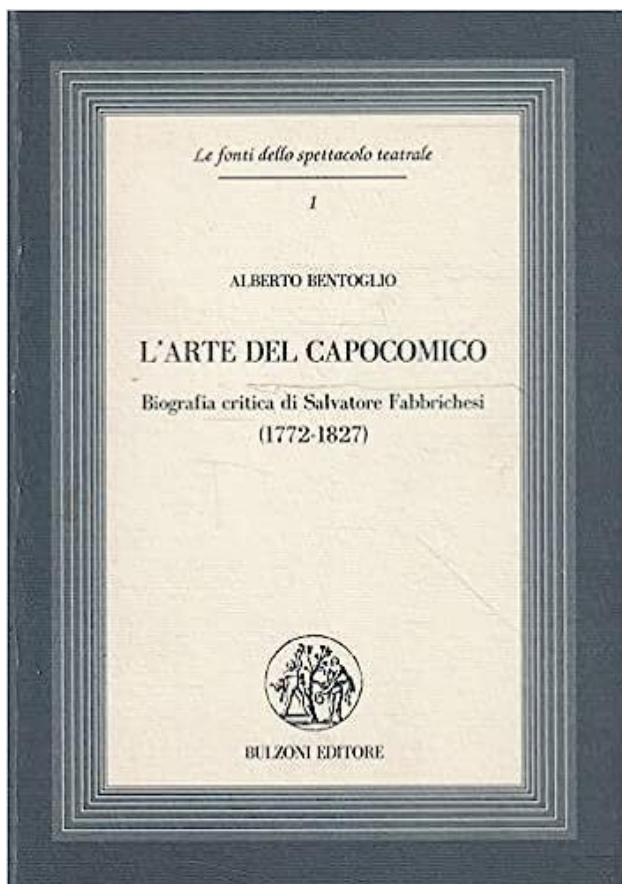 Le fonti dello spettacolo teatrale
1
ALBERTO BENTOGLIO
L'ARTE DEL CAPOCOMICO
Biografia critica di Salvatore Fabbrichesi
(1772-1827)
BULZONI EDITORE